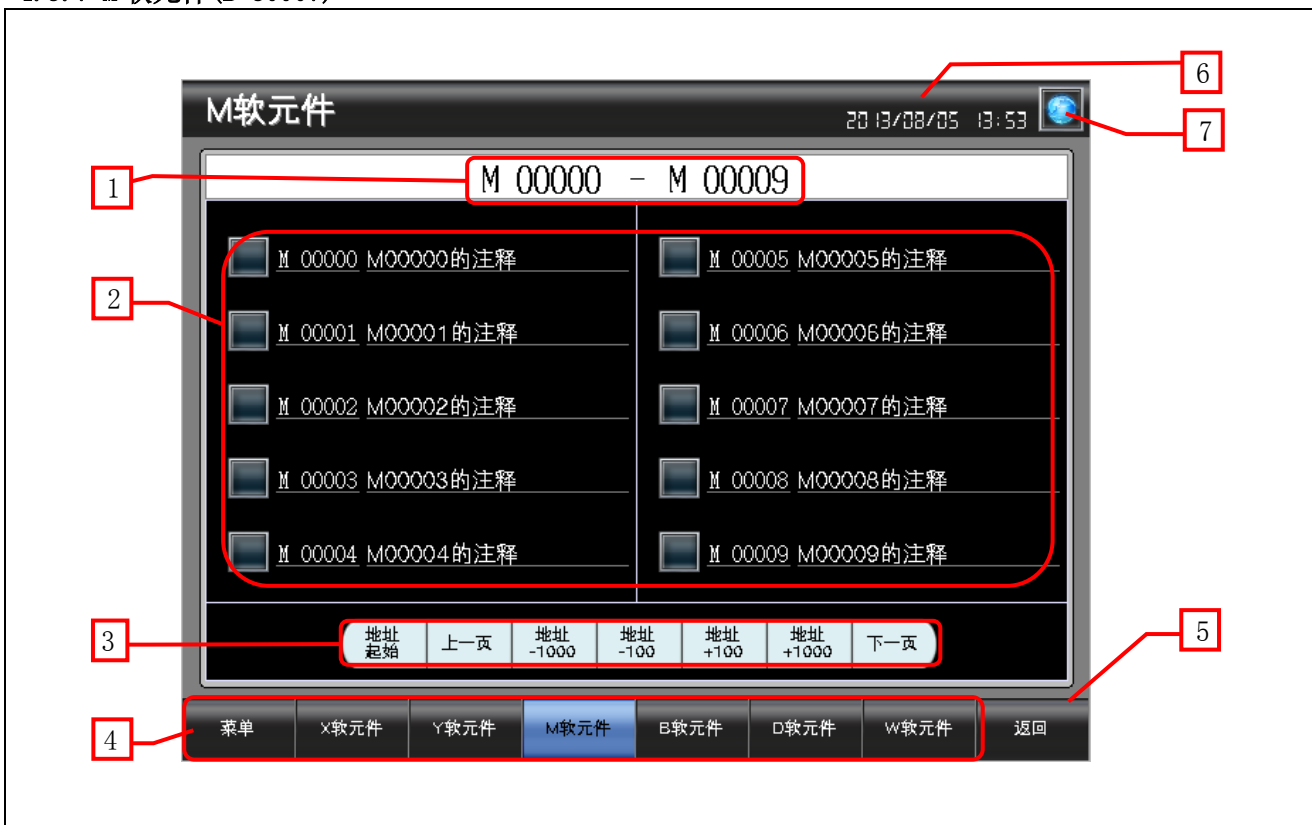 6
M软元件
2013/08/05 13:53
7
1
M 00000 - M 00009
M 00000 M00000的注释
M 00005 M00005的注释
2
M 00001 M00001的注释
M 00006 M00006的注释
M 00002 M00002的注释
M 00007 M00007的注释
M 00003 M00003的注释
M 00008 M00008的注释
M 00004 M00004的注释
M 00009 M00009的注释
3
地址起始 上一页 地址-1000 地址-100 地址+100 地址+1000 下一页
5
4
菜单 X软元件 Y软元件 M软元件 B软元件 D软元件 W软元件 返回